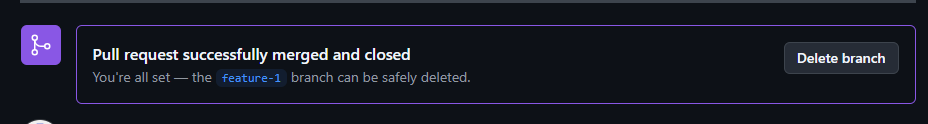 Pull request successfully merged and closed
You're all set — the feature-1 branch can be safely deleted.
Delete branch